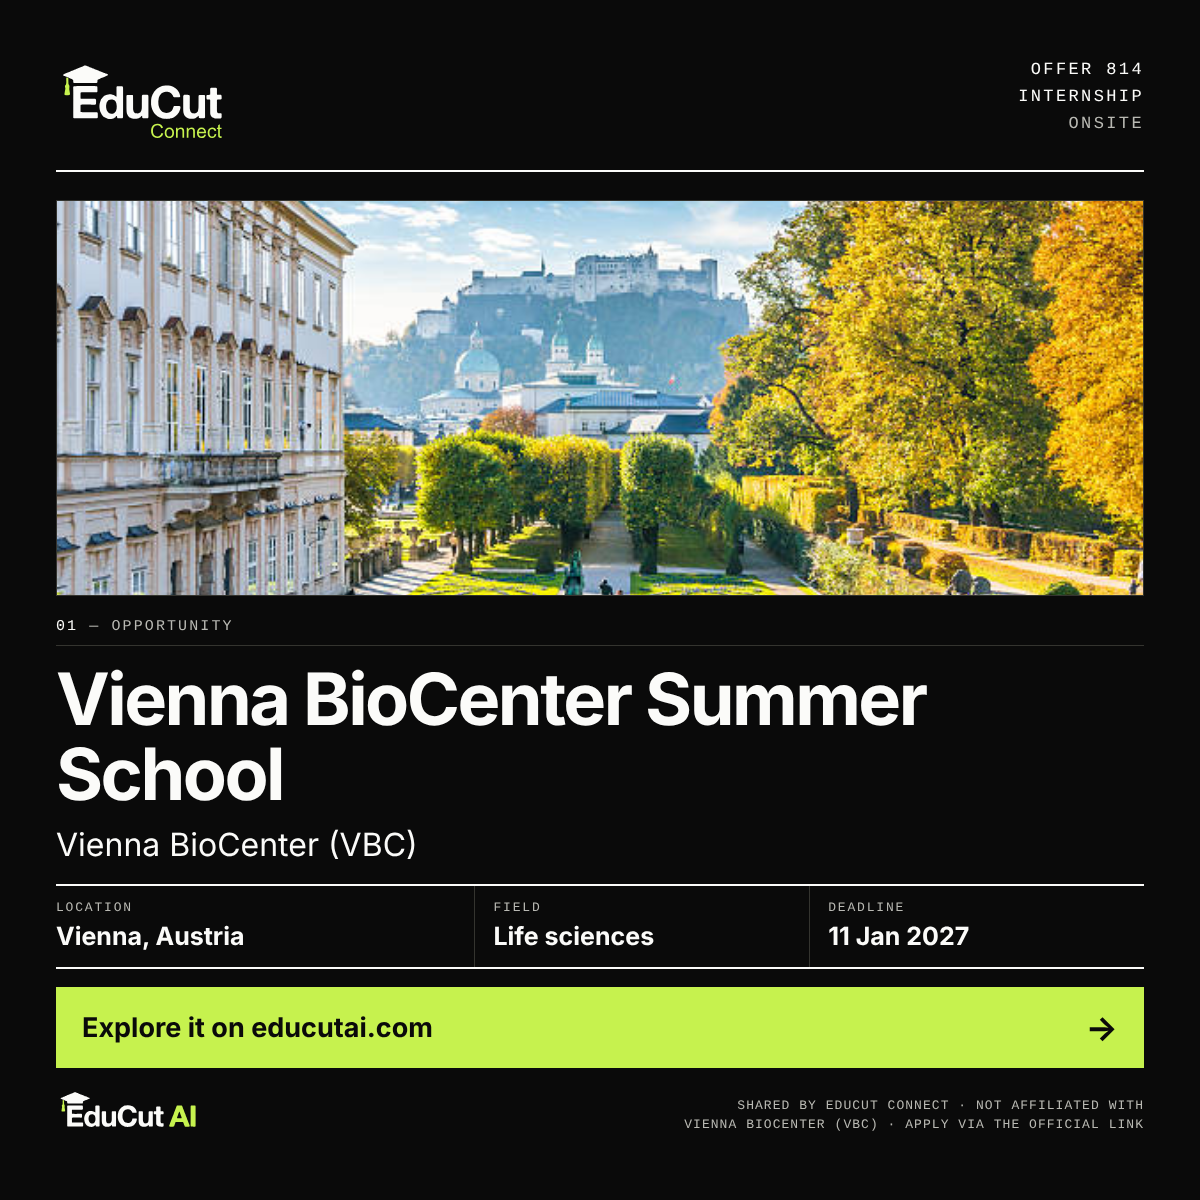 EduCut
Connect
OFFER 814
INTERNSHIP
ONSITE
01 — OPPORTUNITY
Vienna BioCenter Summer
School
Vienna BioCenter (VBC)
LOCATION
Vienna, Austria
FIELD
Life sciences
DEADLINE
11 Jan 2027
Explore it on educutai.com →
EduCut AI
SHARED BY EDUCUT CONNECT · NOT AFFILIATED WITH
VIENNA BIOCENTER (VBC) · APPLY VIA THE OFFICIAL LINK